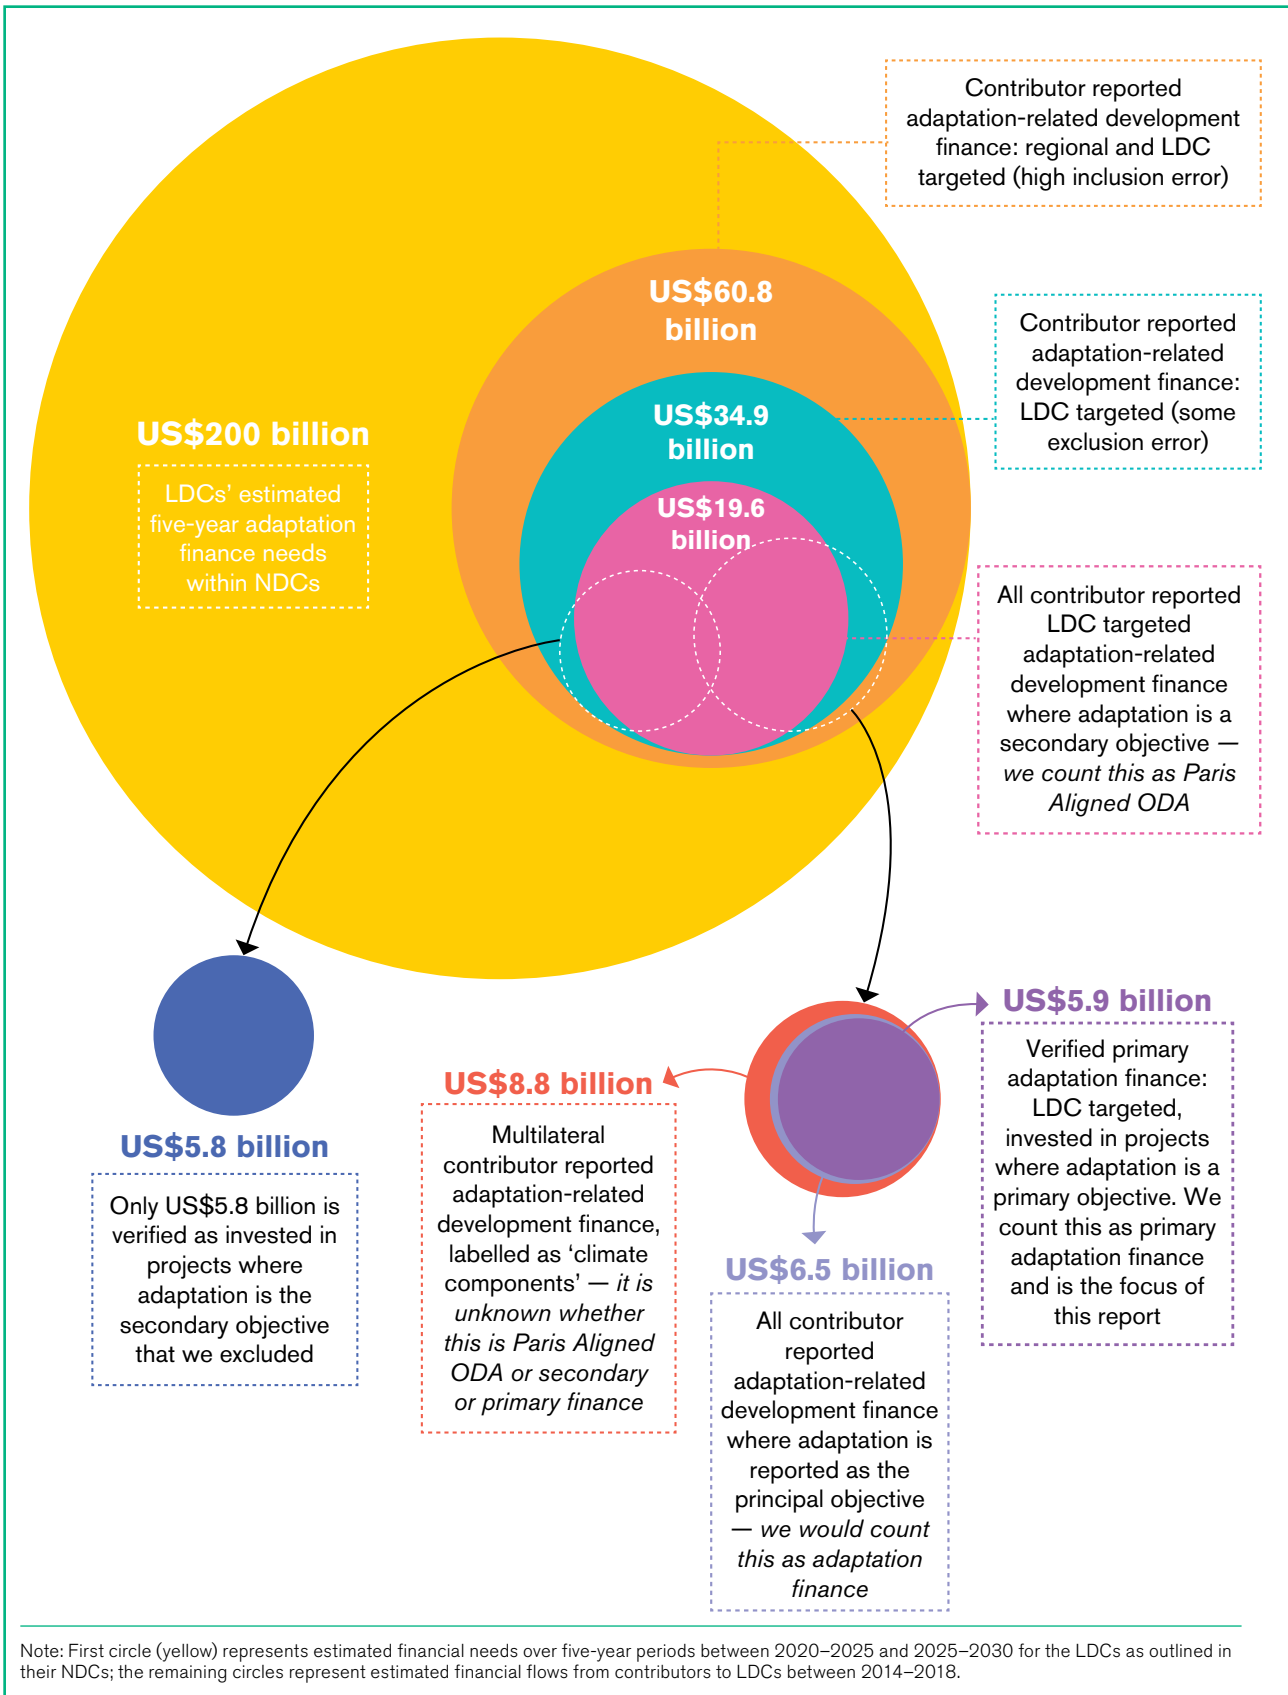 Contributor reported
adaptation-related development
finance: regional and LDC
targeted (high inclusion error)
US$60.8
billion
Contributor reported
adaptation-related
development finance:
LDC targeted (some
exclusion error)
US$34.9
billion
US$200 billion
LDCs’ estimated
five-year adaptation
finance needs
within NDCs
US$19.6
billion
All contributor reported
LDC targeted
adaptation-related
development finance
where adaptation is a
secondary objective —
we count this as Paris
Aligned ODA
US$5.8 billion
Only US$5.8 billion is
verified as invested in
projects where
adaptation is the
secondary objective
that we excluded
US$8.8 billion
Multilateral
contributor reported
adaptation-related
development finance,
labelled as ‘climate
components’ — it is
unknown whether
this is Paris Aligned
ODA or secondary
or primary finance
US$6.5 billion
All contributor
reported
adaptation-related
development finance
where adaptation is
reported as the
principal objective
— we would count
this as adaptation
finance
US$5.9 billion
Verified primary
adaptation finance:
LDC targeted,
invested in projects
where adaptation is a
primary objective. We
count this as primary
adaptation finance
and is the focus of
this report
Note: First circle (yellow) represents estimated financial needs over five-year periods between 2020–2025 and 2025–2030 for the LDCs as outlined in
their NDCs; the remaining circles represent estimated financial flows from contributors to LDCs between 2014–2018.